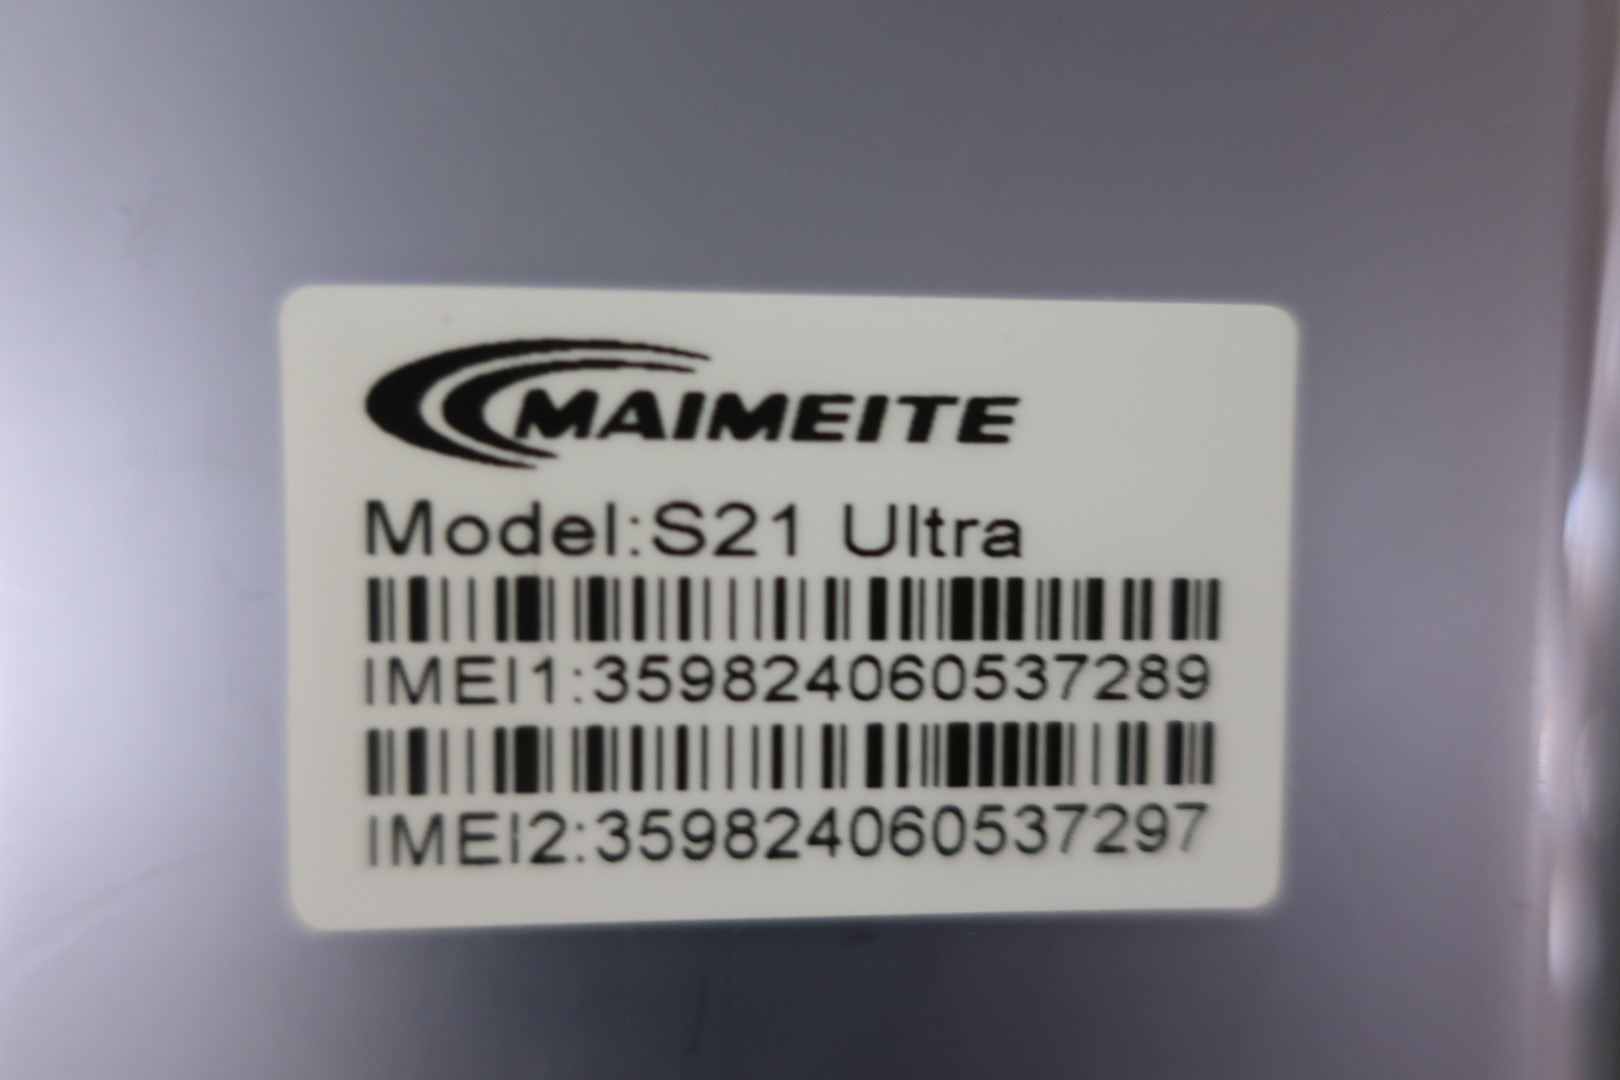 MAIMEITE
Model:S21 Ultra
IMEI1:359824060537289
IMEI2:359824060537297